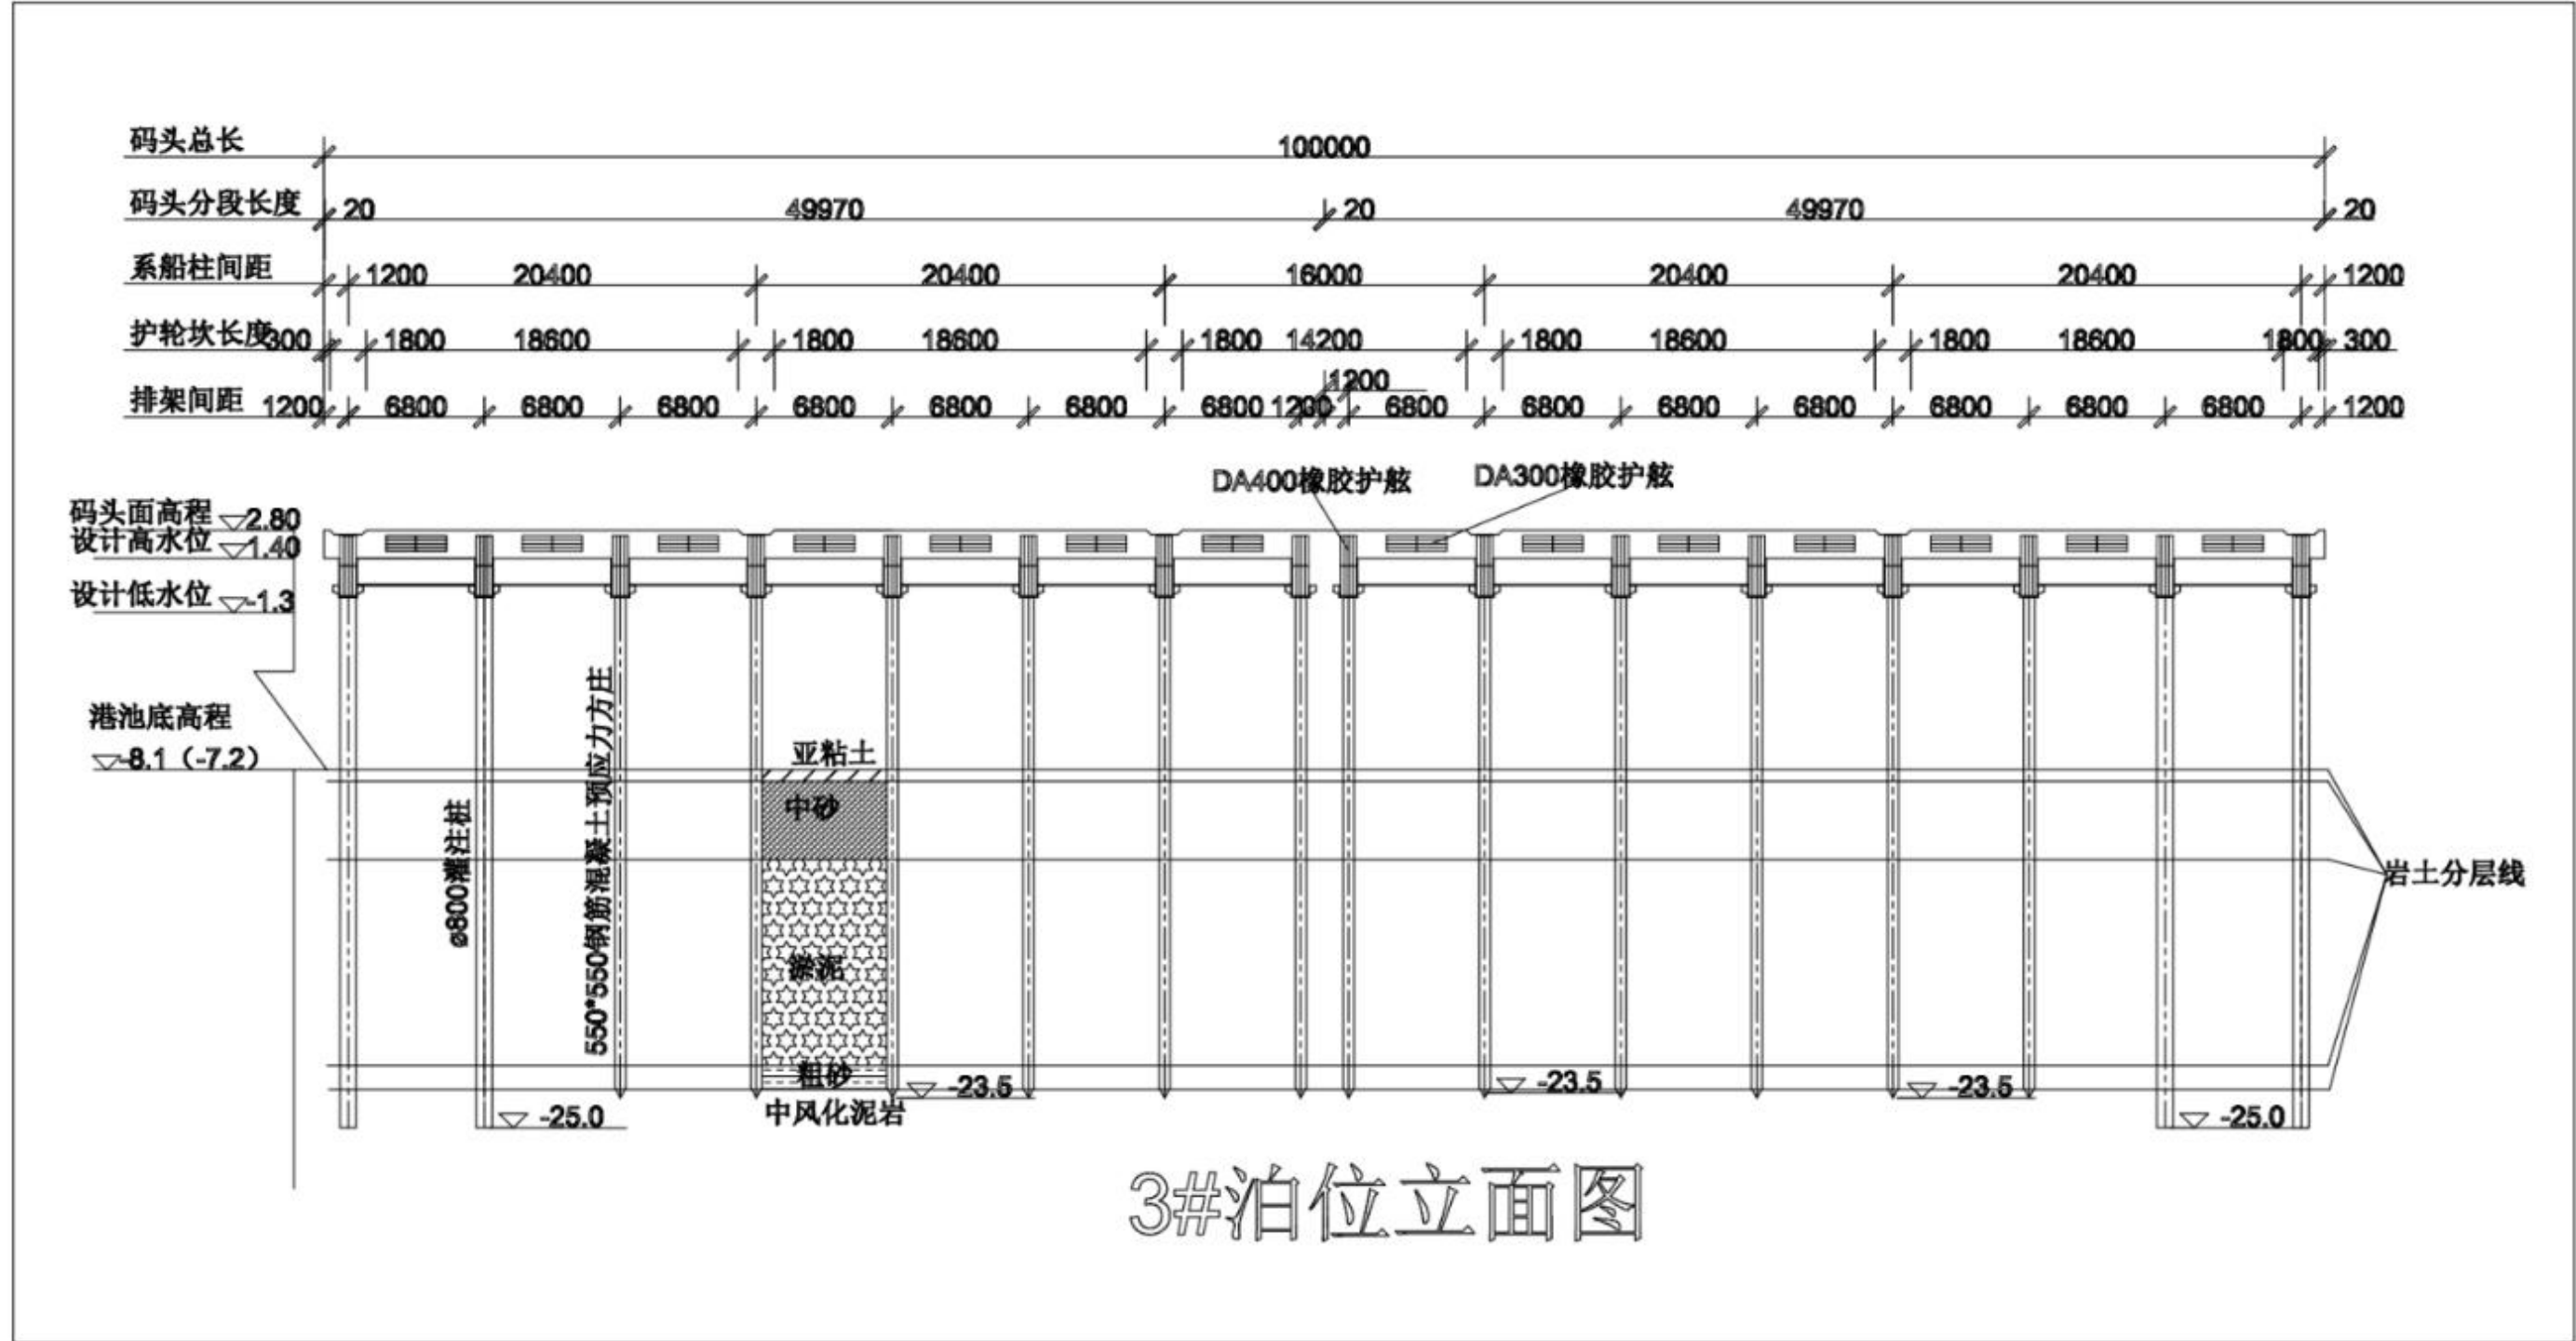 码头总长 100000
码头分段长度 20 49970 20 49970 20
系船柱间距 1200 20400 20400 16000 20400 20400 1200
护轮坎长度 300 1800 18600 1800 18600 1800 14200 1800 18600 1800 18600 1800 300
1200
排架间距 1200 6800 6800 6800 6800 6800 6800 6800 1200 6800 6800 6800 6800 6800 6800 6800 1200
DA400橡胶护舷 DA300橡胶护舷
码头面高程 2.80
设计高水位 1.40
设计低水位 -1.3
港池底高程
-8.1（-7.2）
ø800灌注桩
550*550钢筋混凝土预应力方庄
亚粘土
中砂
淤泥
粗砂
中风化泥岩
岩土分层线
-23.5 -23.5 -23.5
-25.0 -25.0
3#泊位立面图